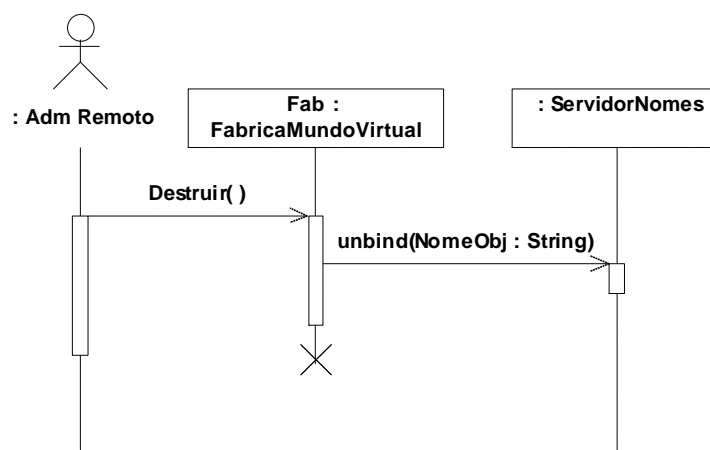 : Adm Remoto
Fab :
FabricaMundoVirtual
: ServidorNomes
Destruir( )
unbind(NomeObj : String)